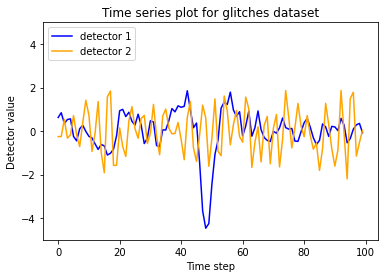 Time series plot for glitches dataset
detector 1
detector 2
Detector value
4
2
0
−2
−4
0
20
40
60
80
100
Time step